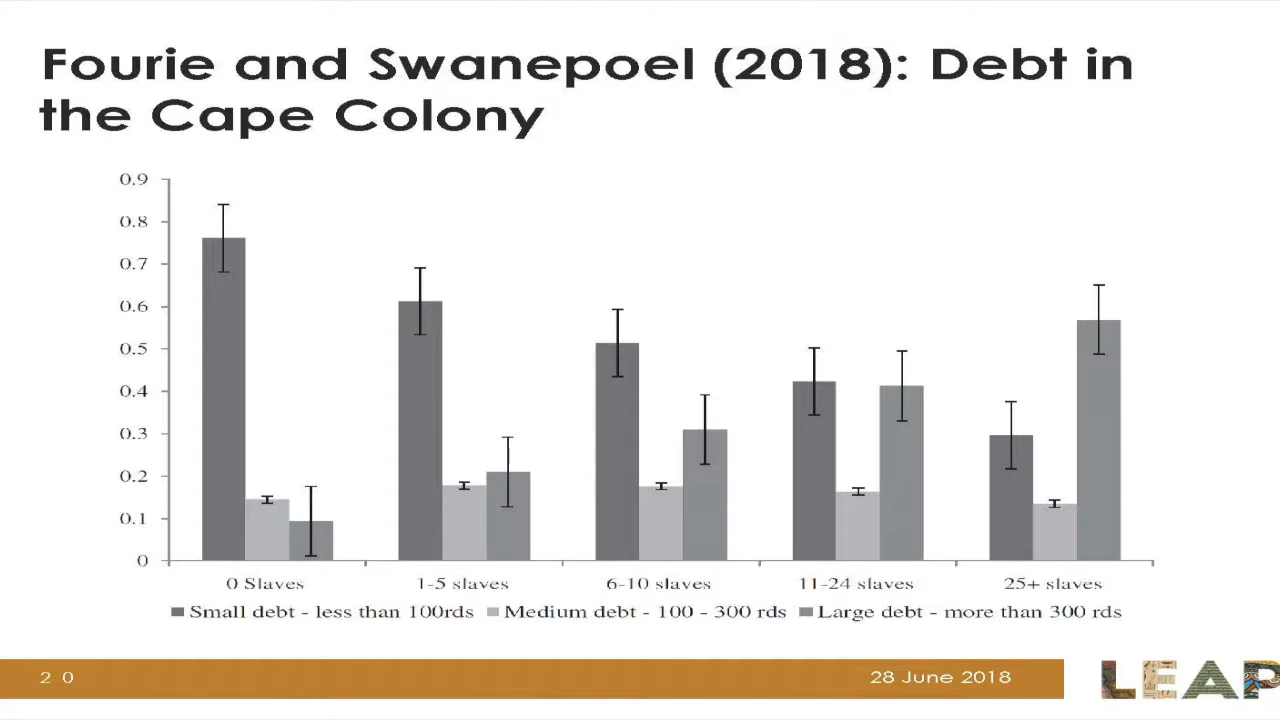 Fourie and Swanepoel (2018): Debt in
the Cape Colony
0.9
0.8
0.7
0.6
0.5
0.4
0.3
0.2
0.1
0
0 Slaves 1-5 slaves 6-10 slaves 11-24 slaves 25+ slaves
Small debt - less than 100rds Medium debt - 100 - 300 rds Large debt - more than 300 rds
2 0 28 June 2018 LEAP